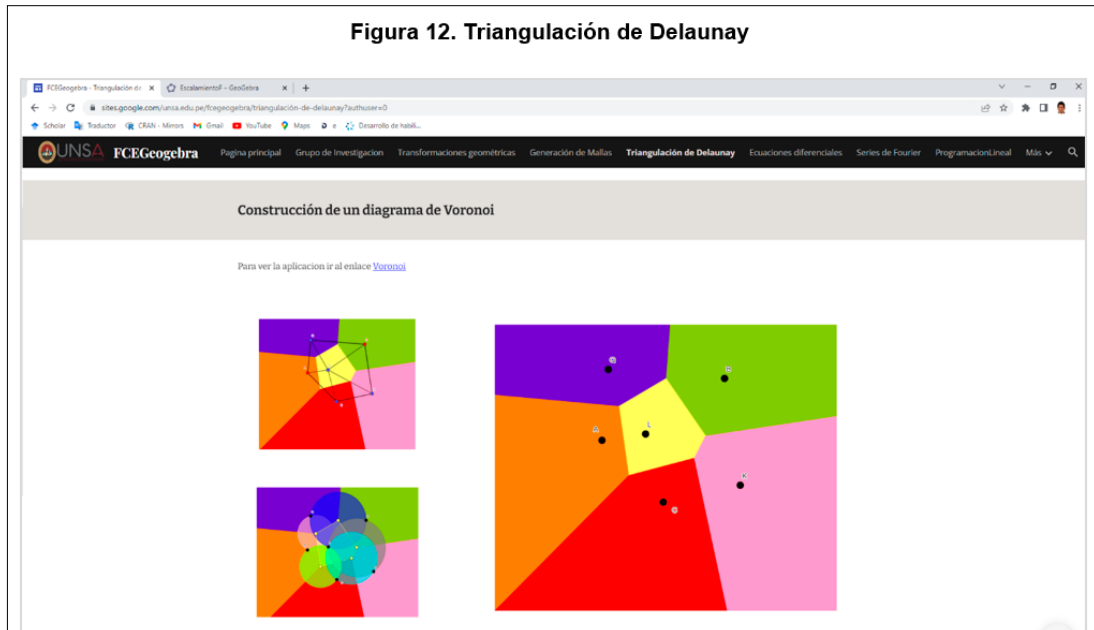 Figura 12. Triangulación de Delaunay
FCEGeogebra - Triangulación de
EscalamientoF - GeoGebra
sites.google.com/unsa.edu.pe/fcegeogebra/triangulación-de-delaunay?authuser=0
Scholar Traductor CRAN - Mirrors Gmail YouTube Maps e Desarrollo de habili...
UNSA FCEGeogebra Pagina principal Grupo de Investigacion Transformaciones geométricas Generación de Mallas Triangulación de Delaunay Ecuaciones diferenciales Series de Fourier ProgramacionLineal Más
Construcción de un diagrama de Voronoi
Para ver la aplicacion ir al enlace Voronoi
A
L
K